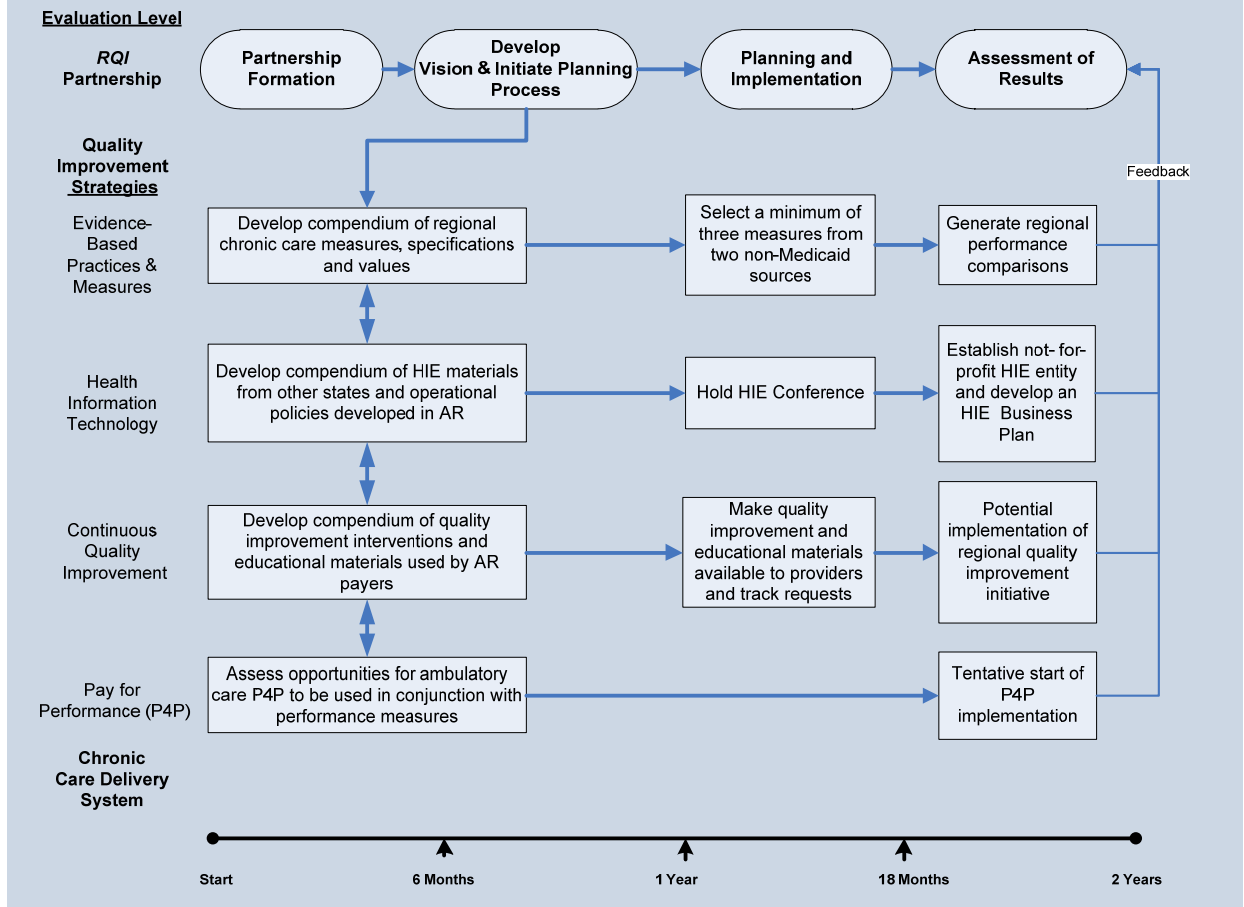 Evaluation Level
RQI
Partnership
Partnership
Formation
Develop
Vision & Initiate Planning
Process
Planning and
Implementation
Assessment of
Results
Feedback
Quality
Improvement
Strategies
Evidence-
Based
Practices &
Measures
Develop compendium of regional
chronic care measures, specifications
and values
Select a minimum of
three measures from
two non-Medicaid
sources
Generate regional
performance
comparisons
Health
Information
Technology
Develop compendium of HIE materials
from other states and operational
policies developed in AR
Hold HIE Conference
Establish not- for-
profit HIE entity
and develop an
HIE Business
Plan
Continuous
Quality
Improvement
Develop compendium of quality
improvement interventions and
educational materials used by AR
payers
Make quality
improvement and
educational materials
available to providers
and track requests
Potential
implementation of
regional quality
improvement
initiative
Pay for
Performance (P4P)
Assess opportunities for ambulatory
care P4P to be used in conjunction with
performance measures
Tentative start of
P4P
implementation
Chronic
Care Delivery
System
Start
6 Months
1 Year
18 Months
2 Years